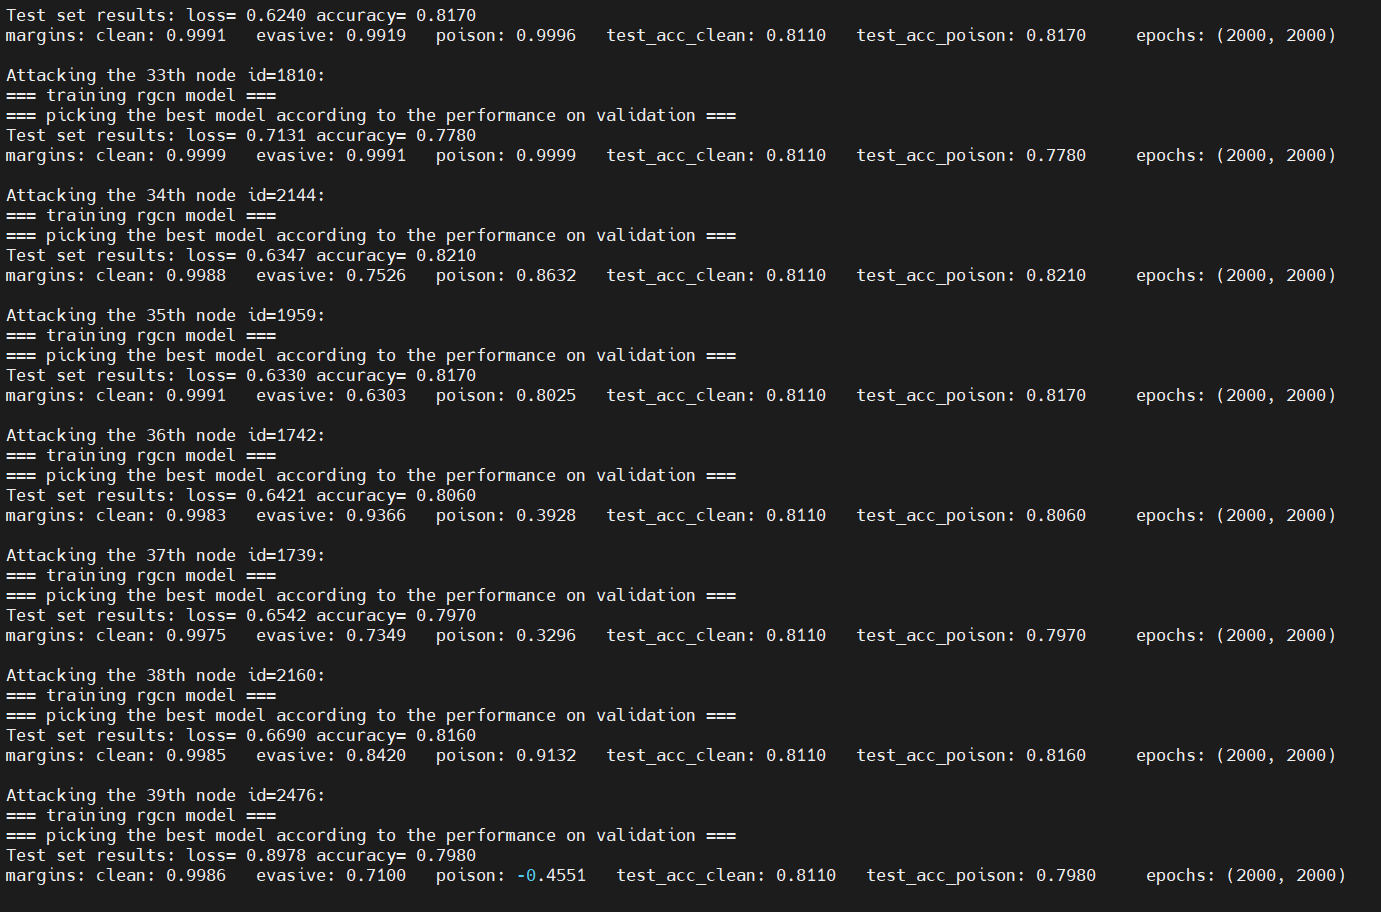 Test set results: loss= 0.6240 accuracy= 0.8170
margins: clean: 0.9991   evasive: 0.9919   poison: 0.9996   test_acc_clean: 0.8110   test_acc_poison: 0.8170     epochs: (2000, 2000)

Attacking the 33th node id=1810:
=== training rgcn model ===
=== picking the best model according to the performance on validation ===
Test set results: loss= 0.7131 accuracy= 0.7780
margins: clean: 0.9999   evasive: 0.9991   poison: 0.9999   test_acc_clean: 0.8110   test_acc_poison: 0.7780     epochs: (2000, 2000)

Attacking the 34th node id=2144:
=== training rgcn model ===
=== picking the best model according to the performance on validation ===
Test set results: loss= 0.6347 accuracy= 0.8210
margins: clean: 0.9988   evasive: 0.7526   poison: 0.8632   test_acc_clean: 0.8110   test_acc_poison: 0.8210     epochs: (2000, 2000)

Attacking the 35th node id=1959:
=== training rgcn model ===
=== picking the best model according to the performance on validation ===
Test set results: loss= 0.6330 accuracy= 0.8170
margins: clean: 0.9991   evasive: 0.6303   poison: 0.8025   test_acc_clean: 0.8110   test_acc_poison: 0.8170     epochs: (2000, 2000)

Attacking the 36th node id=1742:
=== training rgcn model ===
=== picking the best model according to the performance on validation ===
Test set results: loss= 0.6421 accuracy= 0.8060
margins: clean: 0.9983   evasive: 0.9366   poison: 0.3928   test_acc_clean: 0.8110   test_acc_poison: 0.8060     epochs: (2000, 2000)

Attacking the 37th node id=1739:
=== training rgcn model ===
=== picking the best model according to the performance on validation ===
Test set results: loss= 0.6542 accuracy= 0.7970
margins: clean: 0.9975   evasive: 0.7349   poison: 0.3296   test_acc_clean: 0.8110   test_acc_poison: 0.7970     epochs: (2000, 2000)

Attacking the 38th node id=2160:
=== training rgcn model ===
=== picking the best model according to the performance on validation ===
Test set results: loss= 0.6690 accuracy= 0.8160
margins: clean: 0.9985   evasive: 0.8420   poison: 0.9132   test_acc_clean: 0.8110   test_acc_poison: 0.8160     epochs: (2000, 2000)

Attacking the 39th node id=2476:
=== training rgcn model ===
=== picking the best model according to the performance on validation ===
Test set results: loss= 0.8978 accuracy= 0.7980
margins: clean: 0.9986   evasive: 0.7100   poison: -0.4551   test_acc_clean: 0.8110   test_acc_poison: 0.7980     epochs: (2000, 2000)